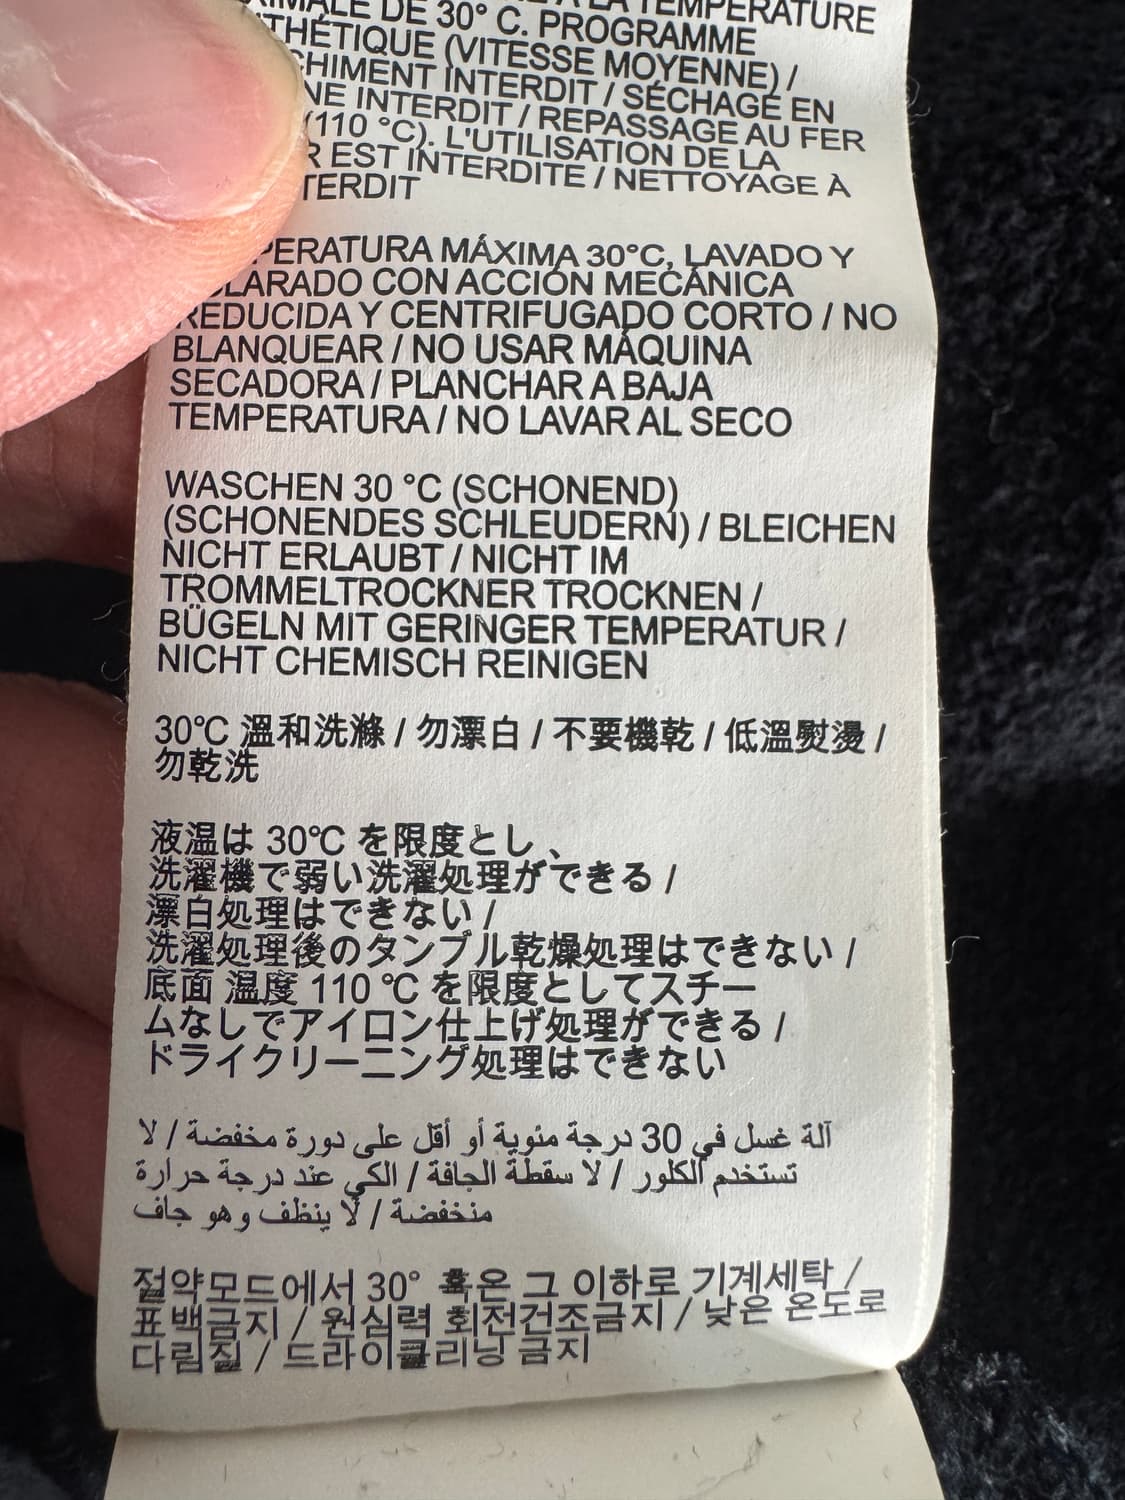 DE 30° C. PROGRAMME
(VITESSE MOYENNE) /
INTERDIT / SÉCHAGE EN
INTERDIT / REPASSAGE AU FER
(110 °C). L'UTILISATION DE LA
EST INTERDITE / NETTOYAGE À
MÁXIMA 30°C, LAVADO Y
CON ACCIÓN MECÁNICA
REDUCIDA Y CENTRIFUGADO CORTO / NO
BLANQUEAR / NO USAR MÁQUINA
SECADORA / PLANCHAR A BAJA
TEMPERATURA / NO LAVAR AL SECO
WASCHEN 30 °C (SCHONEND)
(SCHONENDES SCHLEUDERN) / BLEICHEN
NICHT ERLAUBT / NICHT IM
TROMMELTROCKNER TROCKNEN /
BÜGELN MIT GERINGER TEMPERATUR /
NICHT CHEMISCH REINIGEN
30℃ 溫和洗滌 / 勿漂白 / 不要機乾 / 低溫熨燙 /
勿乾洗
液温は 30℃ を限度とし、
洗濯機で弱い洗濯処理ができる /
漂白処理はできない /
洗濯処理後のタンブル乾燥処理はできない /
底面 温度 110 ℃ を限度としてスチー
ムなしでアイロン仕上げ処理ができる /
ドライクリーニング処理はできない
آلة غسل في 30 درجة مئوية أو أقل على دورة مخفضة / لا
تستخدم الكلور / لا سقطة الجافة / الكي عند درجة حرارة
منخفضة / لا ينظف وهو جاف
절약모드에서 30° 혹은 그 이하로 기계세탁 /
표백금지 / 원심력 회전건조금지 / 낮은 온도로
다림질 / 드라이클리닝 금지